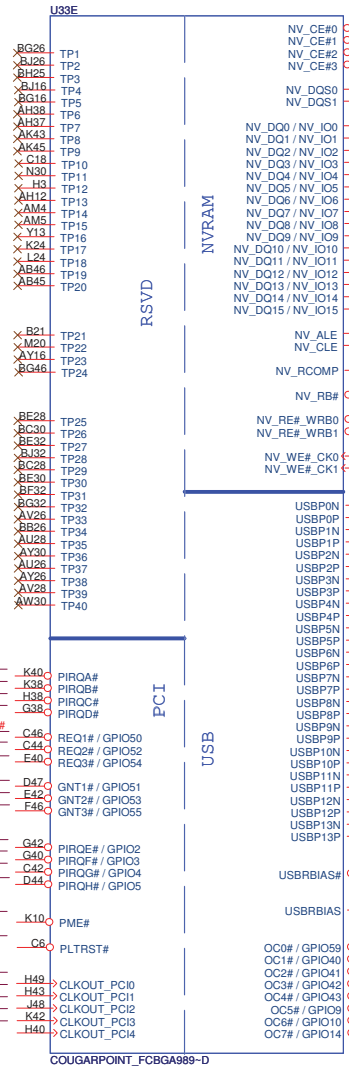 U33E
BG26 TP1
BJ26 TP2
BH25 TP3
BJ16 TP4
BG16 TP5
AH38 TP6
AH37 TP7
AK43 TP8
AK45 TP9
C18 TP10
N30 TP11
H3 TP12
AH12 TP13
AM4 TP14
AM5 TP15
Y13 TP16
K24 TP17
L24 TP18
AB46 TP19
AB45 TP20
B21 TP21
M20 TP22
AY16 TP23
BG46 TP24
BE28 TP25
BC30 TP26
BE32 TP27
BJ32 TP28
BC28 TP29
BE30 TP30
BF32 TP31
BG32 TP32
AV26 TP33
BB26 TP34
AU28 TP35
AY30 TP36
AU26 TP37
AY26 TP38
AV28 TP39
AW30 TP40
RSVD
K40 PIRQA#
K38 PIRQB#
H38 PIRQC#
G38 PIRQD#
#
C46 REQ1# / GPIO50
C44 REQ2# / GPIO52
E40 REQ3# / GPIO54
D47 GNT1# / GPIO51
E42 GNT2# / GPIO53
F46 GNT3# / GPIO55
G42 PIRQE# / GPIO2
G40 PIRQF# / GPIO3
C42 PIRQG# / GPIO4
D44 PIRQH# / GPIO5
K10 PME#
C6 PLTRST#
H49 CLKOUT_PCI0
H43 CLKOUT_PCI1
J48 CLKOUT_PCI2
K42 CLKOUT_PCI3
H40 CLKOUT_PCI4
PCI
NV_CE#0
NV_CE#1
NV_CE#2
NV_CE#3
NV_DQS0
NV_DQS1
NV_DQ0 / NV_IO0
NV_DQ1 / NV_IO1
NV_DQ2 / NV_IO2
NV_DQ3 / NV_IO3
NV_DQ4 / NV_IO4
NV_DQ5 / NV_IO5
NV_DQ6 / NV_IO6
NV_DQ7 / NV_IO7
NV_DQ8 / NV_IO8
NV_DQ9 / NV_IO9
NV_DQ10 / NV_IO10
NV_DQ11 / NV_IO11
NV_DQ12 / NV_IO12
NV_DQ13 / NV_IO13
NV_DQ14 / NV_IO14
NV_DQ15 / NV_IO15
NV_ALE
NV_CLE
NV_RCOMP
NV_RB#
NV_RE#_WRB0
NV_RE#_WRB1
NV_WE#_CK0
NV_WE#_CK1
NVRAM
USBP0N
USBP0P
USBP1N
USBP1P
USBP2N
USBP2P
USBP3N
USBP3P
USBP4N
USBP4P
USBP5N
USBP5P
USBP6N
USBP6P
USBP7N
USBP7P
USBP8N
USBP8P
USBP9N
USBP9P
USBP10N
USBP10P
USBP11N
USBP11P
USBP12N
USBP12P
USBP13N
USBP13P
USBRBIAS#
USBRBIAS
OC0# / GPIO59
OC1# / GPIO40
OC2# / GPIO41
OC3# / GPIO42
OC4# / GPIO43
OC5# / GPIO9
OC6# / GPIO10
OC7# / GPIO14
USB
COUGARPOINT_FCBGA989~D